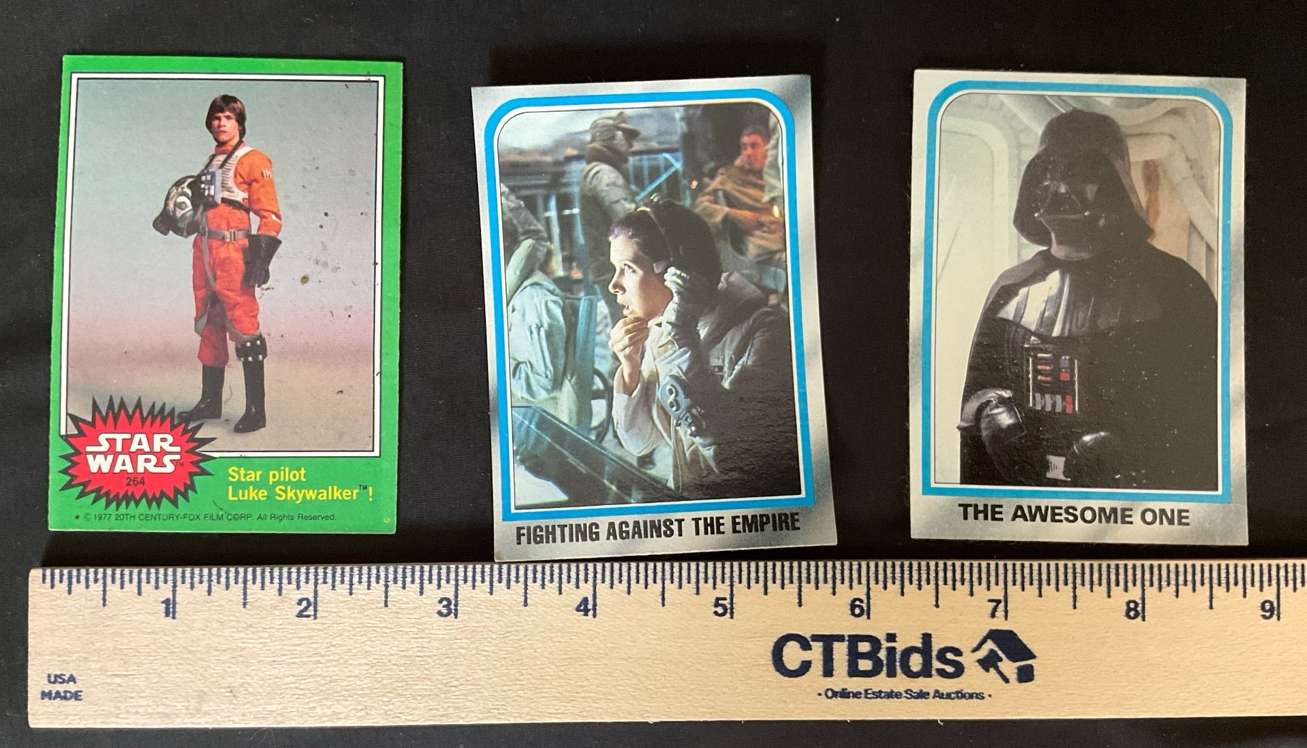 STAR
WARS™
264
Star pilot
Luke Skywalker™!
★ © 1977 20TH CENTURY-FOX FILM CORP. All Rights Reserved.
FIGHTING AGAINST THE EMPIRE
THE AWESOME ONE
1 2 3 4 5 6 7 8 9
USA
MADE
CTBids
· Online Estate Sale Auctions ·